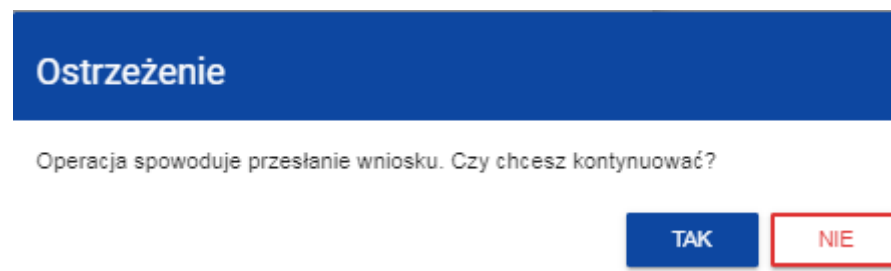 Ostrzeżenie
Operacja spowoduje przesłanie wniosku. Czy chcesz kontynuować?
TAK NIE